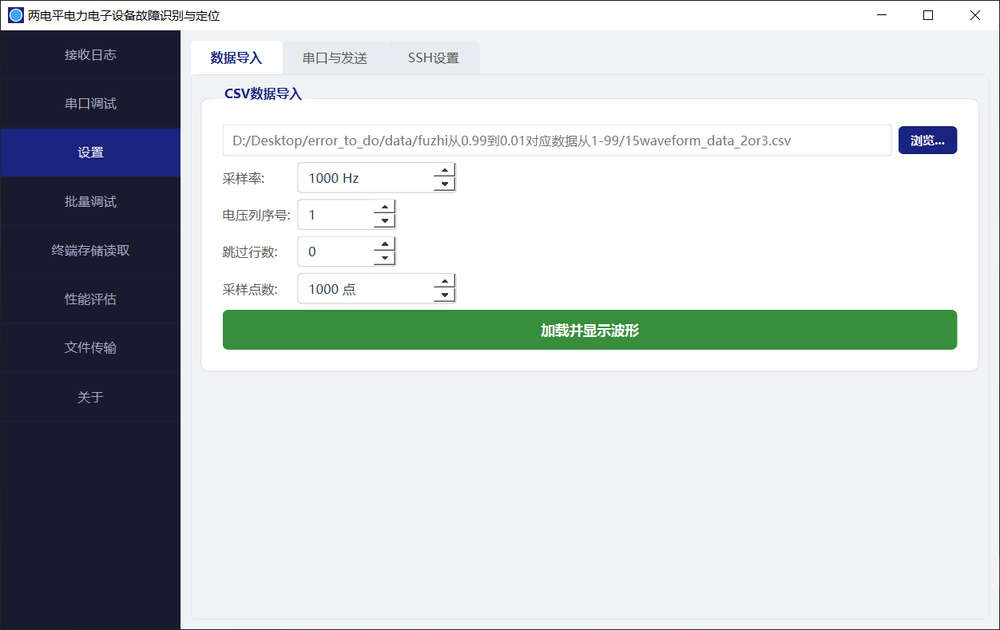 两电平电力电子设备故障识别与定位
接收日志
串口调试
设置
批量调试
终端存储读取
性能评估
文件传输
关于
数据导入 串口与发送 SSH设置
CSV数据导入
D:/Desktop/error_to_do/data/fuzhi从0.99到0.01对应数据从1-99/15waveform_data_2or3.csv 浏览...
采样率: 1000 Hz
电压列序号: 1
跳过行数: 0
采样点数: 1000 点
加载并显示波形